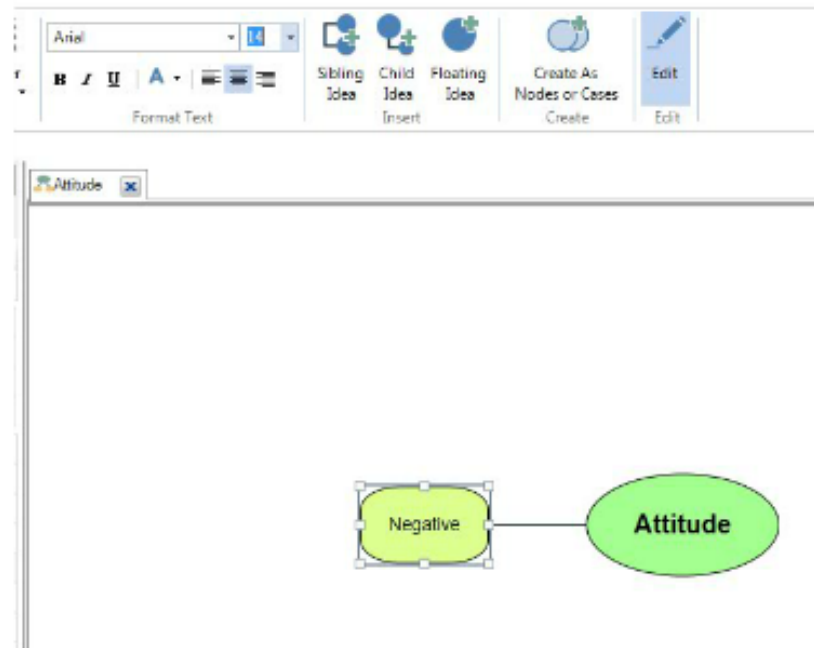 Arial 14
B I U A
Sibling Child Floating Create As Edit
Idea Idea Idea Nodes or Cases
Format Text Insert Create Edit
Attitude
Negative Attitude